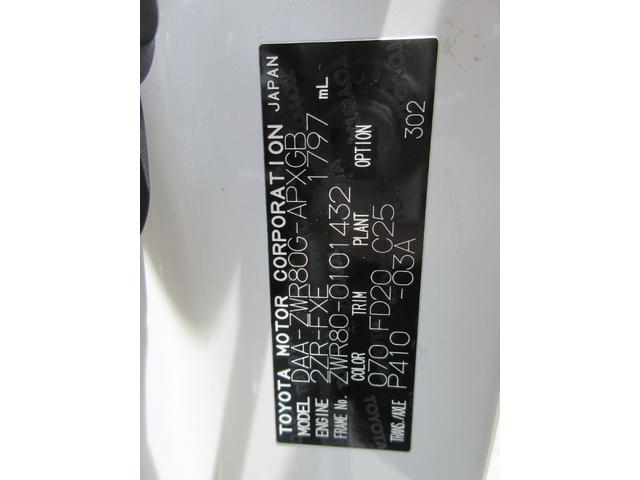 TOYOTA MOTOR CORPORATION JAPAN
MODEL DAA-ZWR80G-APXGB
ENGINE 2ZR-FXE 1797 mL
FRAME No. ZWR80-0101432
COLOR TRIM PLANT OPTION
070 FD20 C25
TRANS./AXLE P410 -03A 302